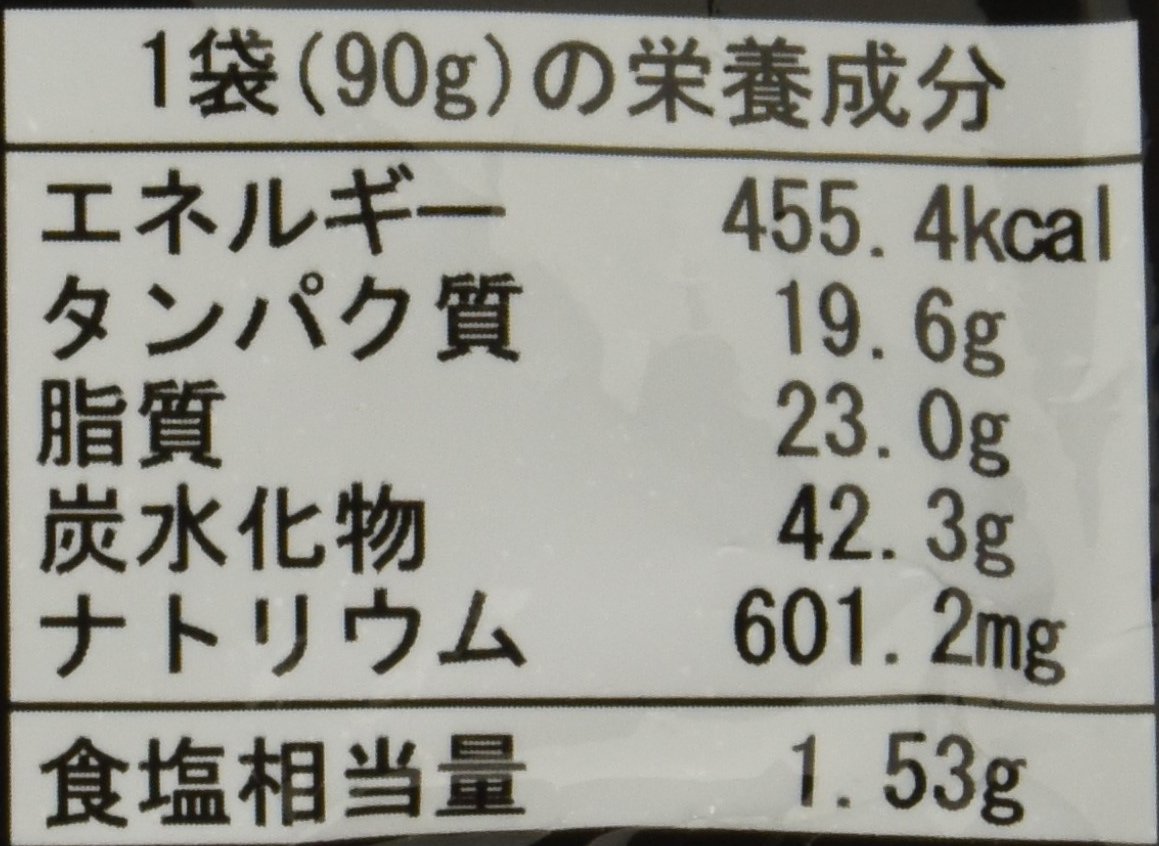 1袋(90g)の栄養成分
エネルギー 455.4kcal
タンパク質 19.6g
脂質 23.0g
炭水化物 42.3g
ナトリウム 601.2mg
食塩相当量 1.53g